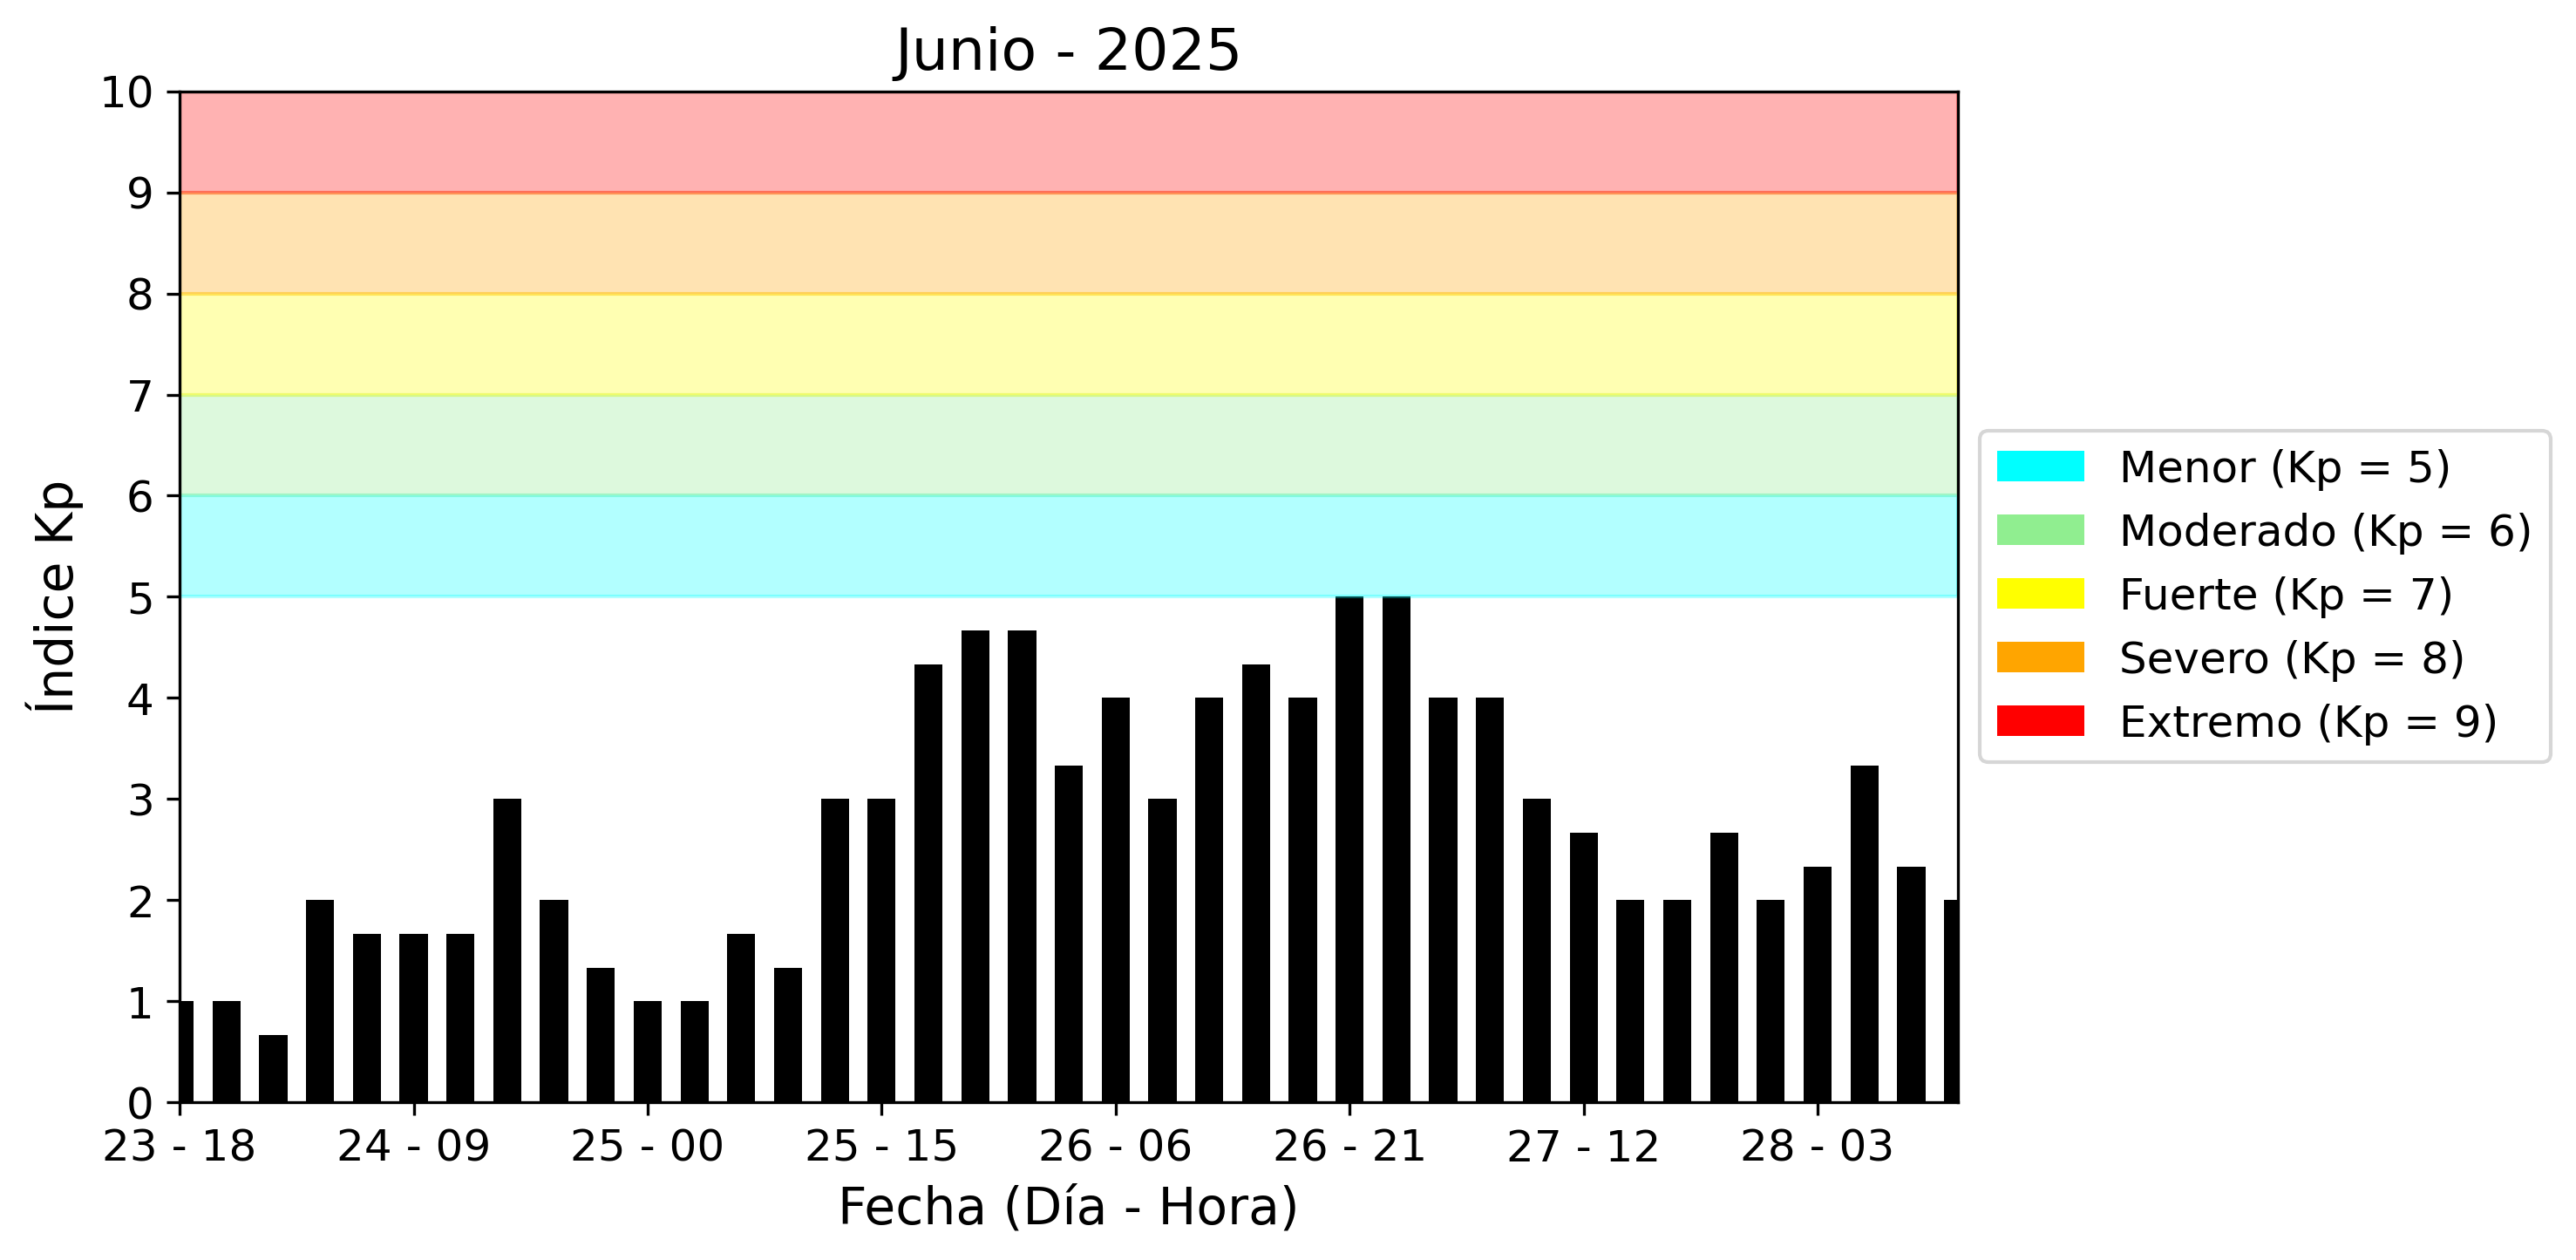 Junio - 2025
10
9
8
7
6
5
4
3
2
1
0
Índice Kp
23 - 18 24 - 09 25 - 00 25 - 15 26 - 06 26 - 21 27 - 12 28 - 03
Fecha (Día - Hora)
Menor (Kp = 5)
Moderado (Kp = 6)
Fuerte (Kp = 7)
Severo (Kp = 8)
Extremo (Kp = 9)